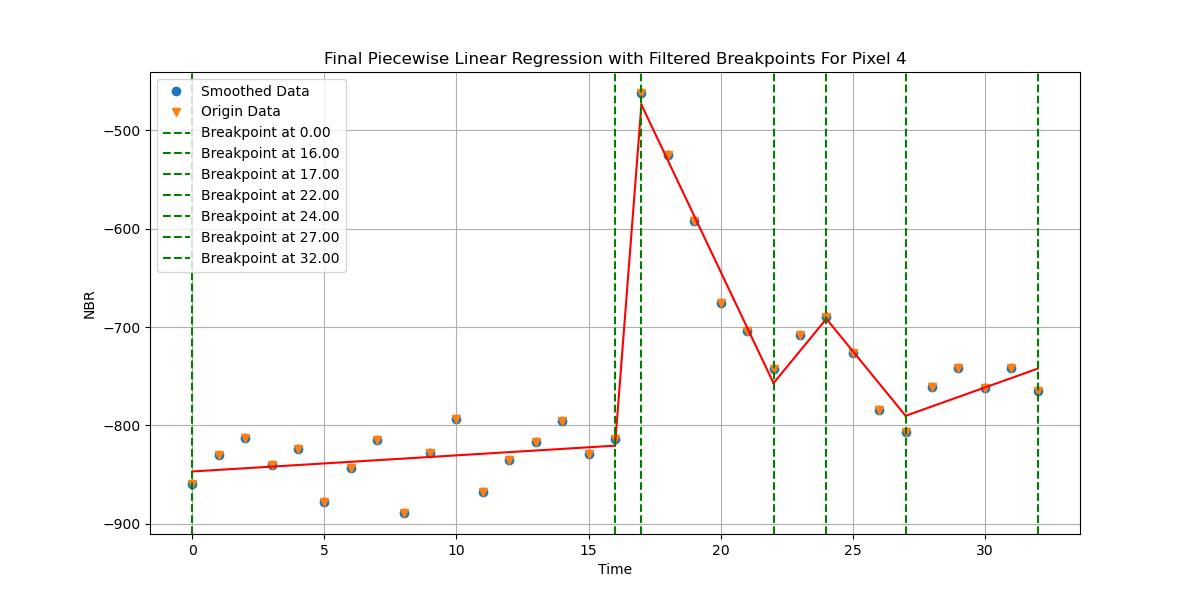 Final Piecewise Linear Regression with Filtered Breakpoints For Pixel 4
Smoothed Data
Origin Data
Breakpoint at 0.00
Breakpoint at 16.00
Breakpoint at 17.00
Breakpoint at 22.00
Breakpoint at 24.00
Breakpoint at 27.00
Breakpoint at 32.00
NBR
−500
−600
−700
−800
−900
0 5 10 15 20 25 30
Time